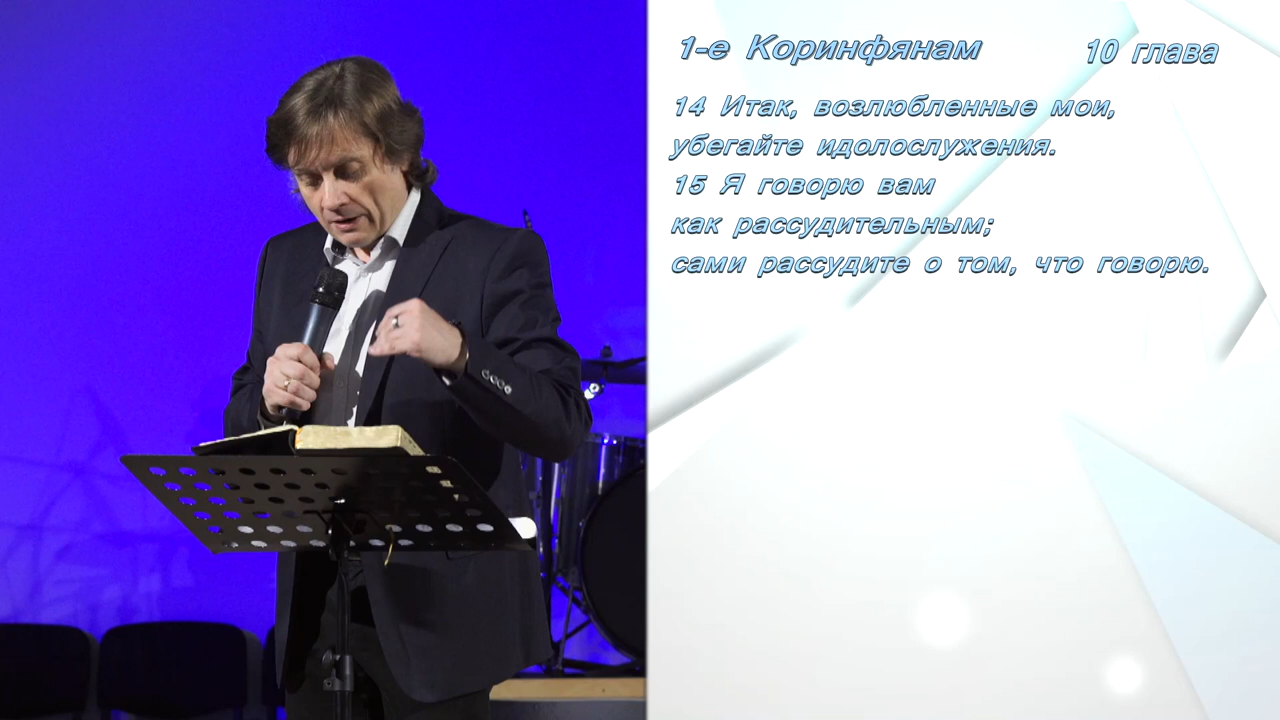 1-е Коринфянам 10 глава
14 Итак, возлюбленные мои,
убегайте идолослужения.
15 Я говорю вам
как рассудительным;
сами рассудите о том, что говорю.